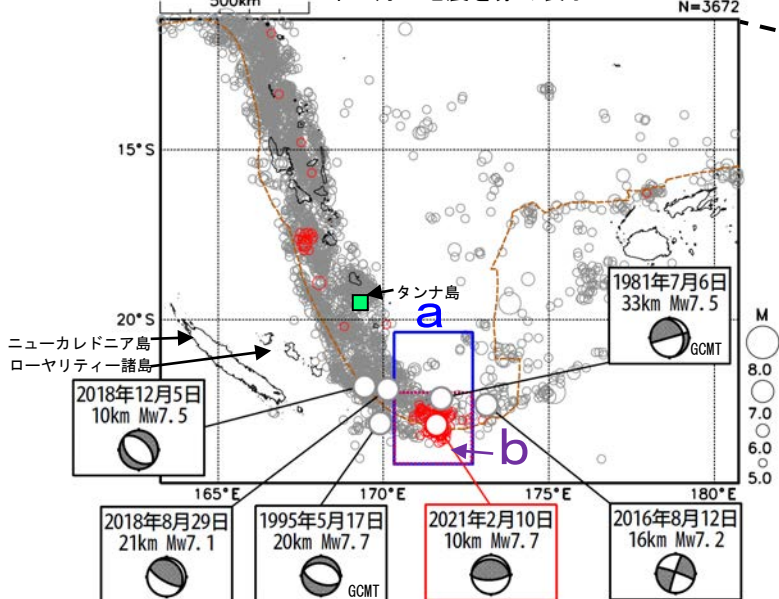 500km
N=3672
15°S
20°S
タンナ島
a
b
ニューカレドニア島
ローヤリティー諸島
1981年7月6日
33km Mw7.5
GCMT
M
8.0
7.0
6.0
5.0
2018年12月5日
10km Mw7.5
165°E
170°E
175°E
180°E
2018年8月29日
21km Mw7.1
1995年5月17日
20km Mw7.7
GCMT
2021年2月10日
10km Mw7.7
2016年8月12日
16km Mw7.2